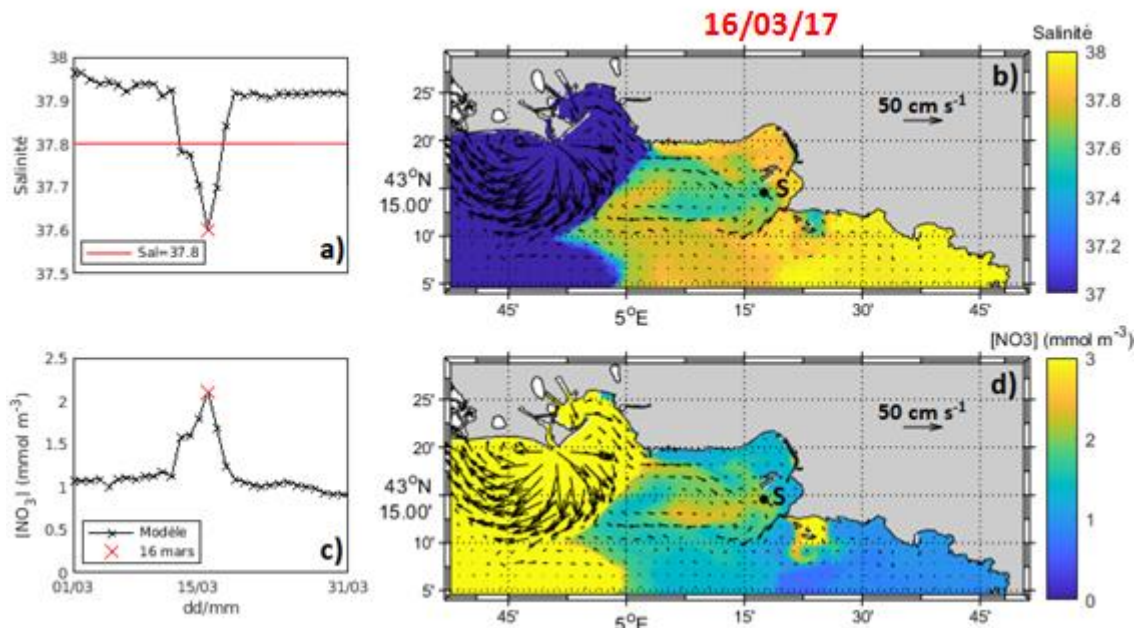 16/03/17
38
37.9
37.8
37.7
37.6
37.5
Salinité
Sal=37.8
a)
Salinité
b)
50 cm s-1
25'
20'
43oN
15.00'
10'
5'
S
45'
5oE
15'
30'
45'
38
37.8
37.6
37.4
37.2
37
2.5
2
1.5
1
0.5
0
[NO3] (mmol m-3)
Modèle
16 mars
c)
01/03
15/03
31/03
dd/mm
[NO3] (mmol m-3)
d)
50 cm s-1
25'
20'
43oN
15.00'
10'
5'
S
45'
5oE
15'
30'
45'
3
2
1
0